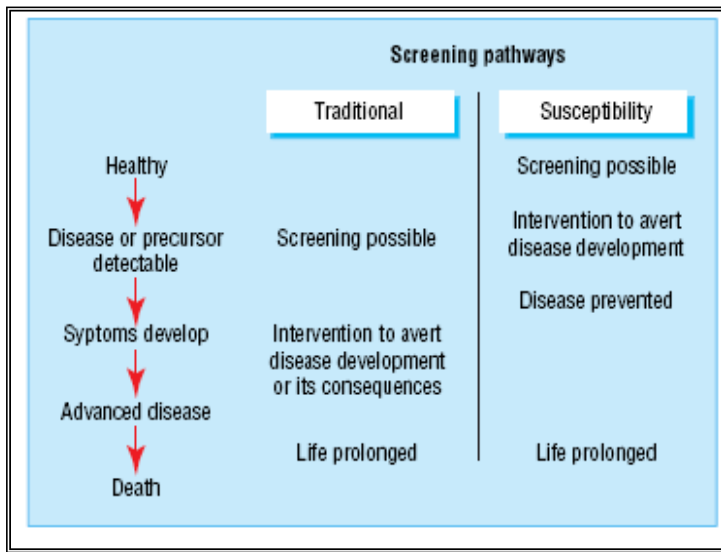 Screening pathways
Traditional
Susceptibility
Healthy
Screening possible
Disease or precursor
detectable
Screening possible
Intervention to avert
disease development
Disease prevented
Syptoms develop
Intervention to avert
disease development
or its consequences
Advanced disease
Life prolonged
Life prolonged
Death